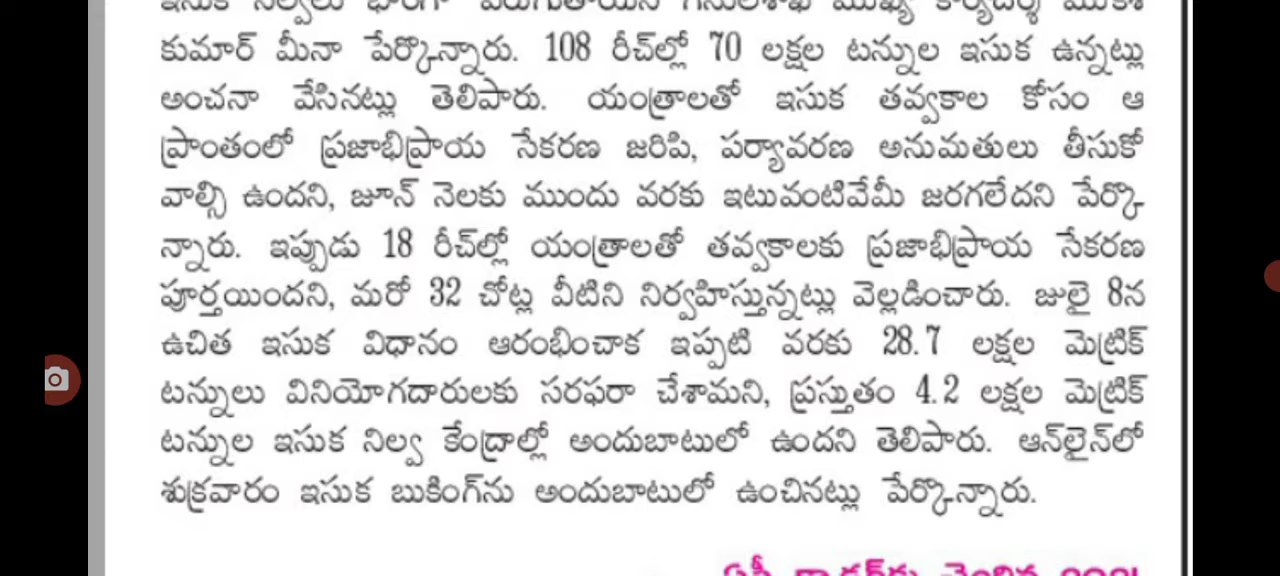 కుమార్ మీనా పేర్కొన్నారు. 108 రీచ్‌ల్లో 70 లక్షల టన్నుల ఇసుక ఉన్నట్లు
అంచనా వేసినట్లు తెలిపారు. యంత్రాలతో ఇసుక తవ్వకాల కోసం ఆ
ప్రాంతంలో ప్రజాభిప్రాయ సేకరణ జరిపి, పర్యావరణ అనుమతులు తీసుకో
వాల్సి ఉందని, జూన్ నెలకు ముందు వరకు ఇటువంటివేమీ జరగలేదని పేర్కొ
న్నారు. ఇప్పుడు 18 రీచ్‌ల్లో యంత్రాలతో తవ్వకాలకు ప్రజాభిప్రాయ సేకరణ
పూర్తయిందని, మరో 32 చోట్ల వీటిని నిర్వహిస్తున్నట్లు వెల్లడించారు. జులై 8న
ఉచిత ఇసుక విధానం ఆరంభించాక ఇప్పటి వరకు 28.7 లక్షల మెట్రిక్
టన్నులు వినియోగదారులకు సరఫరా చేశామని, ప్రస్తుతం 4.2 లక్షల మెట్రిక్
టన్నుల ఇసుక నిల్వ కేంద్రాల్లో అందుబాటులో ఉందని తెలిపారు. ఆన్‌లైన్‌లో
శుక్రవారం ఇసుక బుకింగ్‌ను అందుబాటులో ఉంచినట్లు పేర్కొన్నారు.